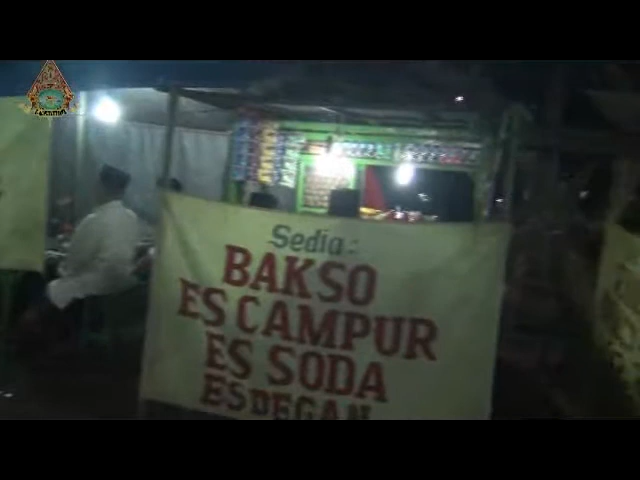 Sedia :
BAKSO
ES CAMPUR
ES SODA
ES DEGAN